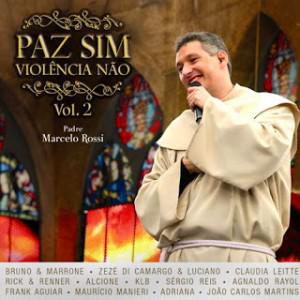 PAZ SIM
VIOLÊNCIA NÃO
Vol. 2
Padre
Marcelo Rossi
BRUNO & MARRONE • ZEZÉ DI CAMARGO & LUCIANO • CLAUDIA LEITTE
RICK & RENNER • ALCIONE • KLB • SÉRGIO REIS • AGNALDO RAYOL
FRANK AGUIAR • MAURÍCIO MANIERI • ADRIANA • JOÃO CARLOS MARTINS